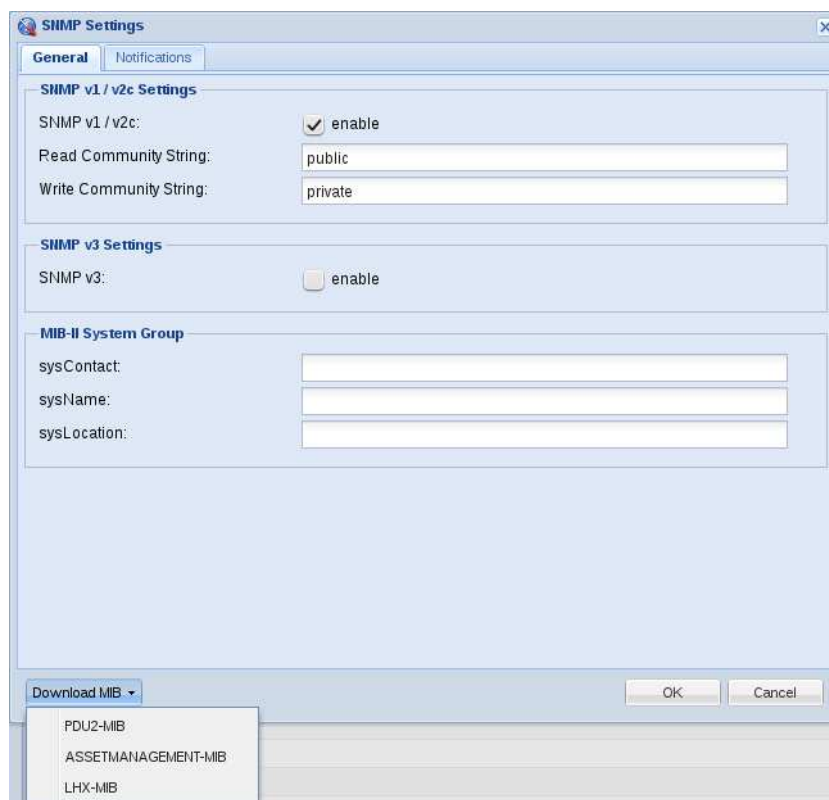 SNMP Settings
General Notifications
SNMP v1 / v2c Settings
SNMP v1 / v2c: enable
Read Community String: public
Write Community String: private
SNMP v3 Settings
SNMP v3: enable
MIB-II System Group
sysContact:
sysName:
sysLocation:
Download MIB OK Cancel
PDU2-MIB
ASSETMANAGEMENT-MIB
LHX-MIB